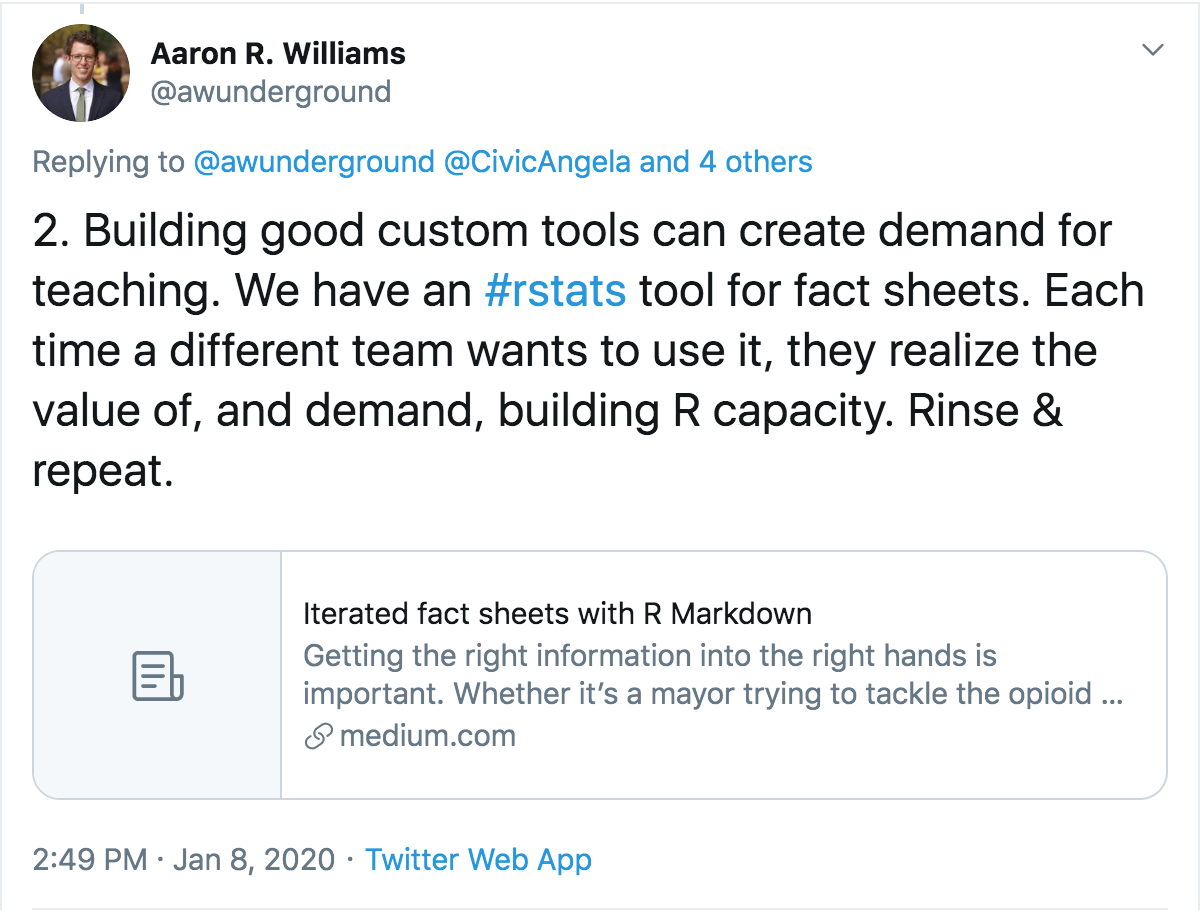 Aaron R. Williams
@awunderground
Replying to @awunderground @CivicAngela and 4 others
2. Building good custom tools can create demand for
teaching. We have an #rstats tool for fact sheets. Each
time a different team wants to use it, they realize the
value of, and demand, building R capacity. Rinse &
repeat.
Iterated fact sheets with R Markdown
Getting the right information into the right hands is
important. Whether it’s a mayor trying to tackle the opioid ...
medium.com
2:49 PM · Jan 8, 2020 · Twitter Web App